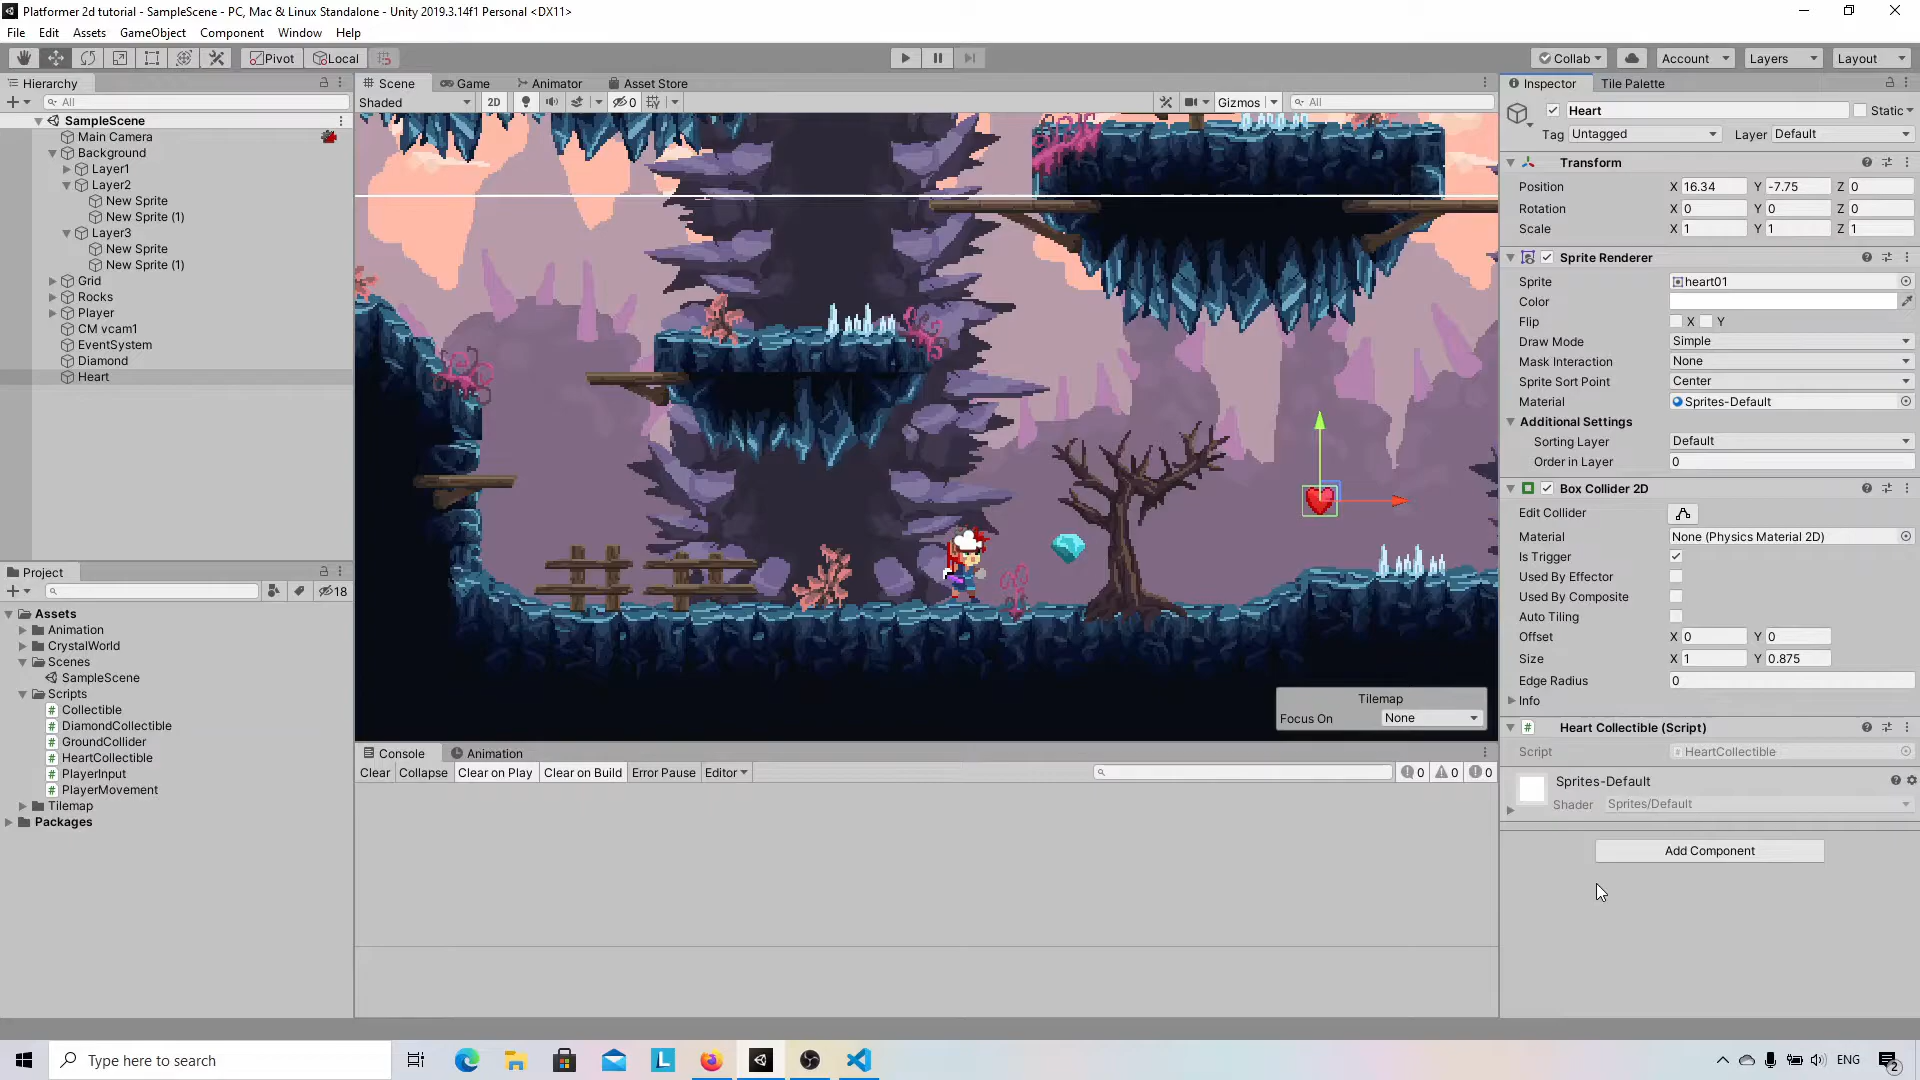 Platformer 2d tutorial - SampleScene - PC, Mac & Linux Standalone - Unity 2019.3.14f1 Personal <DX11>
File Edit Assets GameObject Component Window Help
Pivot Local Collab Account Layers Layout
Hierarchy
All
SampleScene
Main Camera
Background
Layer1
Layer2
New Sprite
New Sprite (1)
Layer3
New Sprite
New Sprite (1)
Grid
Rocks
Player
CM vcam1
EventSystem
Diamond
Heart
Project
18
Assets
Animation
CrystalWorld
Scenes
SampleScene
Scripts
Collectible
DiamondCollectible
GroundCollider
HeartCollectible
PlayerInput
PlayerMovement
Tilemap
Packages
Scene Game Animator Asset Store
Shaded 2D 0 Gizmos All
Tilemap
Focus On None
Console Animation
Clear Collapse Clear on Play Clear on Build Error Pause Editor 0 0 0
Inspector Tile Palette
Heart Static
Tag Untagged Layer Default
Transform
Position X 16.34 Y -7.75 Z 0
Rotation X 0 Y 0 Z 0
Scale X 1 Y 1 Z 1
Sprite Renderer
Sprite heart01
Color
Flip X Y
Draw Mode Simple
Mask Interaction None
Sprite Sort Point Center
Material Sprites-Default
Additional Settings
Sorting Layer Default
Order in Layer 0
Box Collider 2D
Edit Collider
Material None (Physics Material 2D)
Is Trigger
Used By Effector
Used By Composite
Auto Tiling
Offset X 0 Y 0
Size X 1 Y 0.875
Edge Radius 0
Info
Heart Collectible (Script)
Script HeartCollectible
Sprites-Default
Shader Sprites/Default
Add Component
Type here to search
L
ENG
2